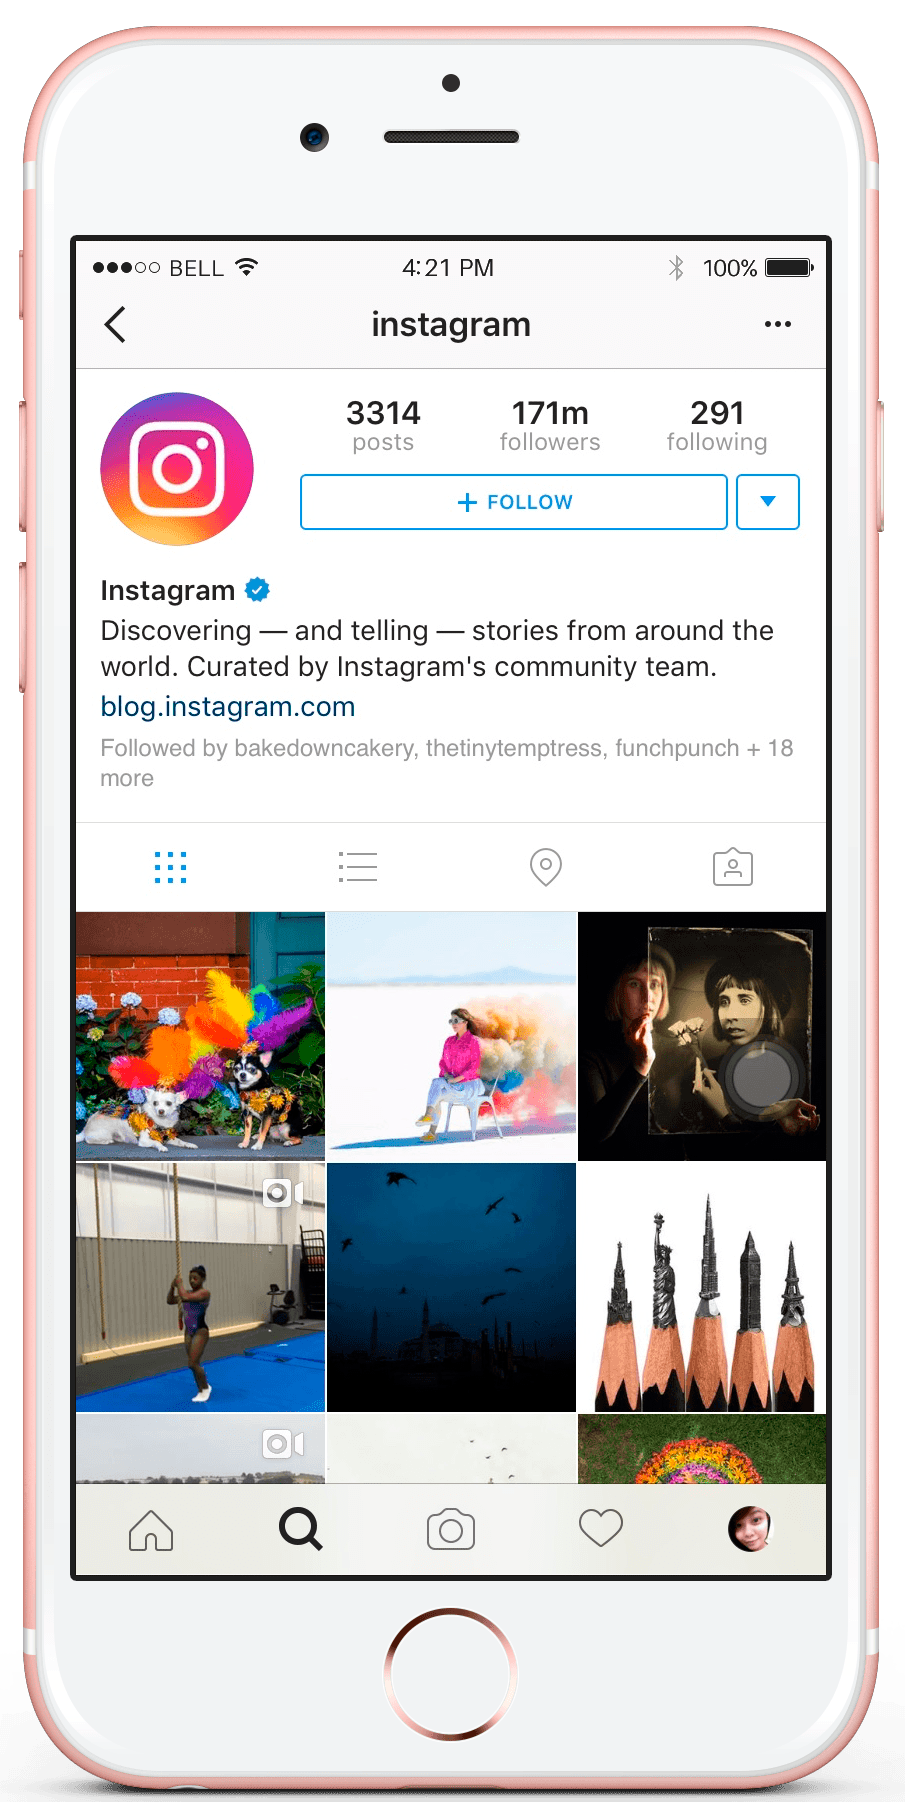 BELL 4:21 PM 100%
instagram
3314 171m 291
posts followers following
+ FOLLOW
Instagram
Discovering — and telling — stories from around the
world. Curated by Instagram's community team.
blog.instagram.com
Followed by bakedowncakery, thetinytemptress, funchpunch + 18
more